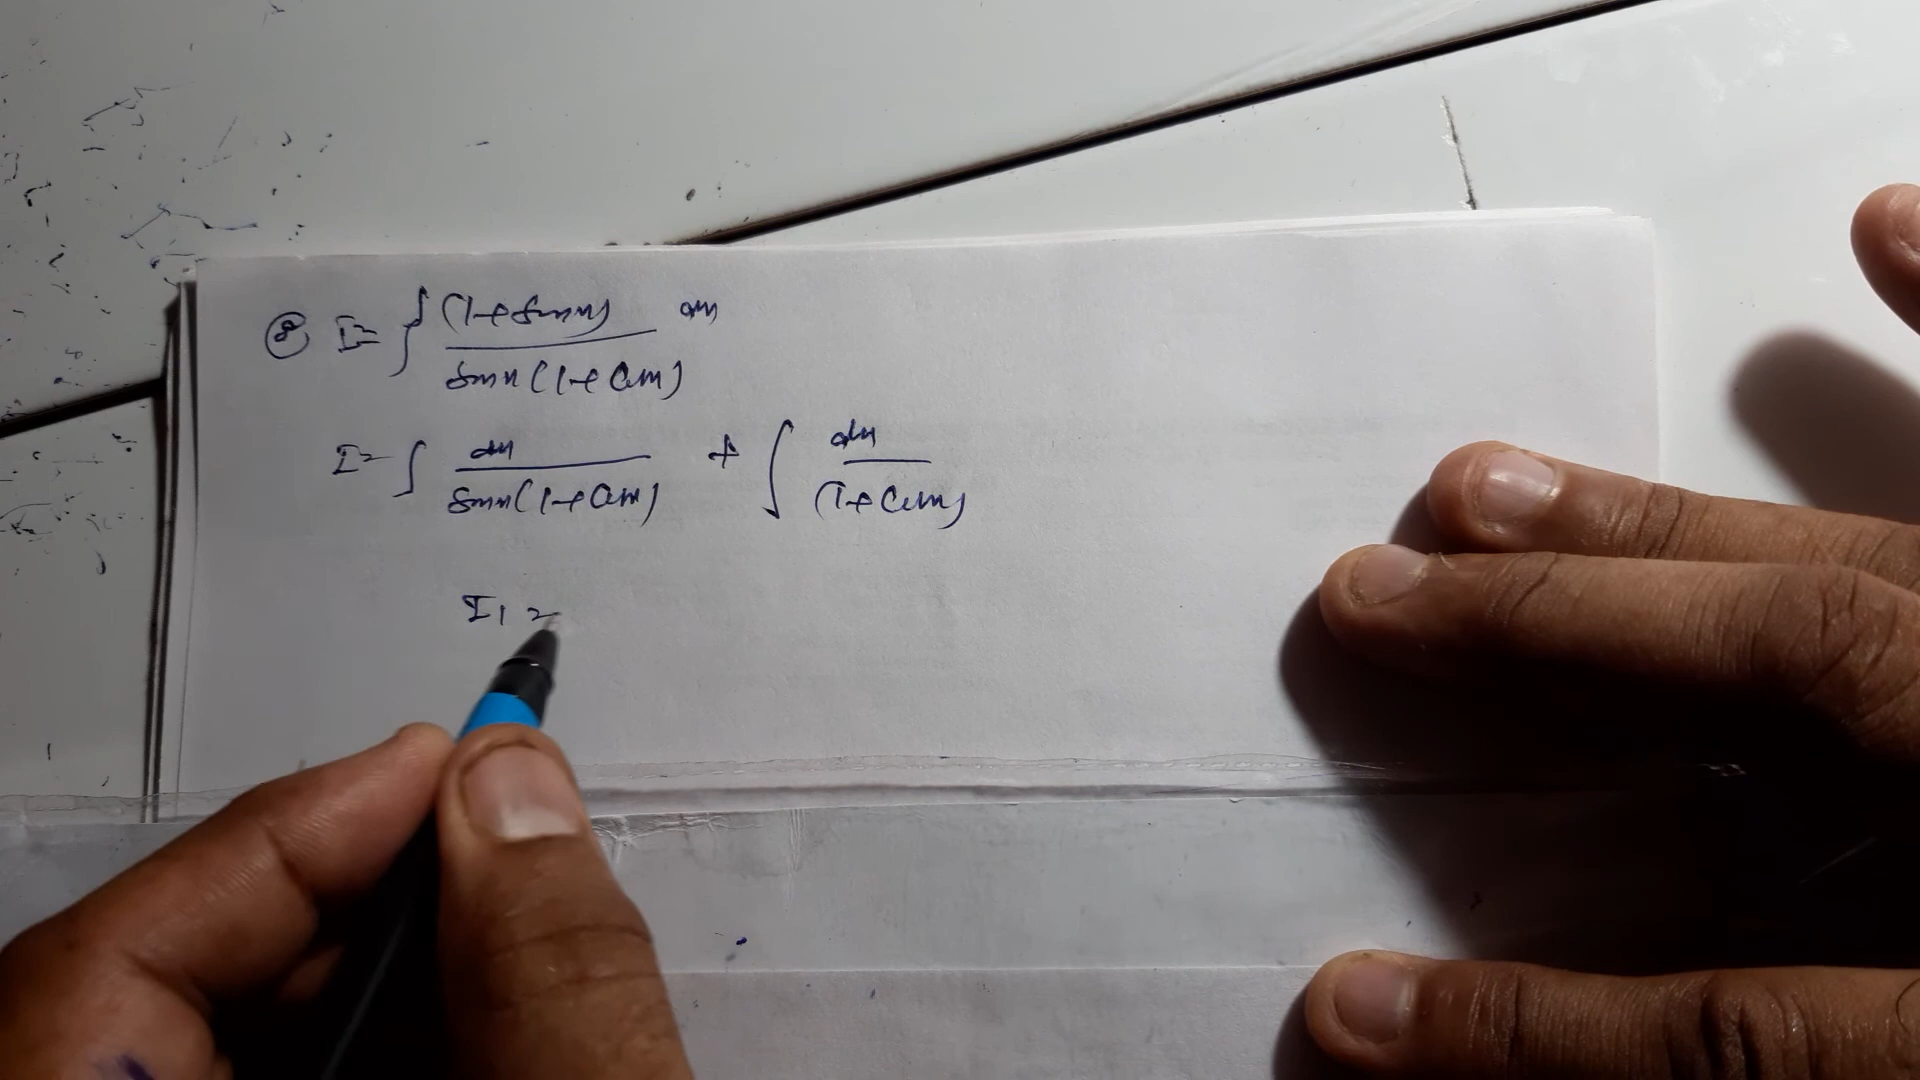 ⑧ I = ∫ (1+sinx) / sinx(1+cosx) dx
I = ∫ dx / sinx(1+cosx) + ∫ dx / (1+cosx)
I1 =